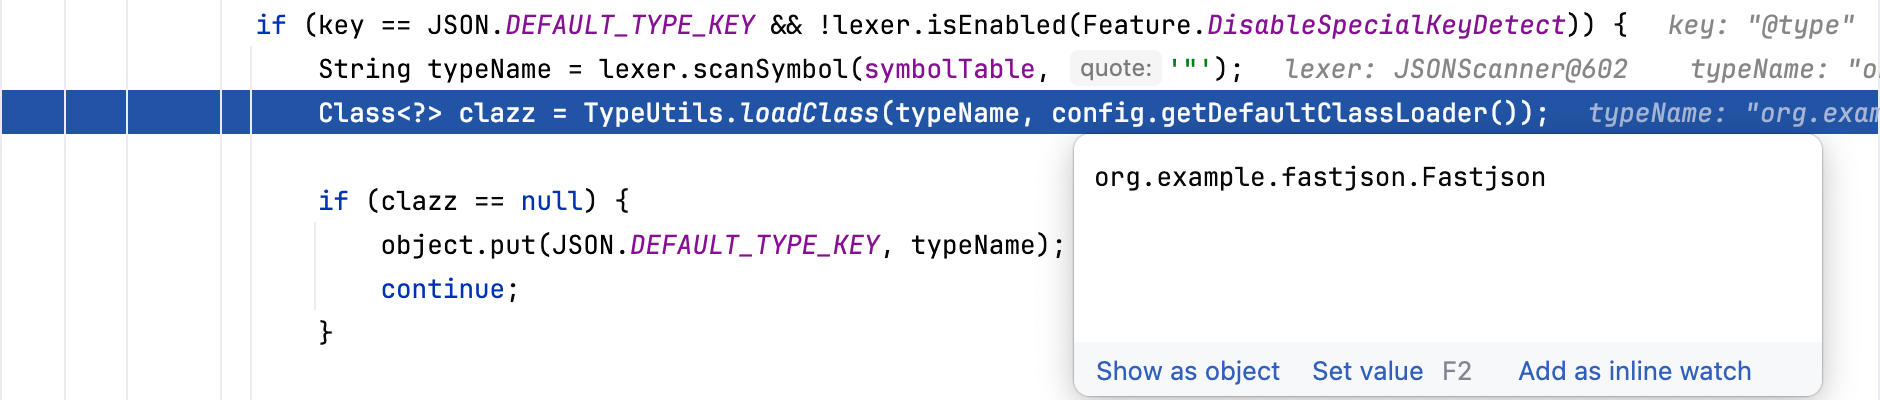 if (key == JSON.DEFAULT_TYPE_KEY && !lexer.isEnabled(Feature.DisableSpecialKeyDetect)) { key: "@type"
String typeName = lexer.scanSymbol(symbolTable, quote: '"'); lexer: JSONScanner@602 typeName: "o
Class<?> clazz = TypeUtils.loadClass(typeName, config.getDefaultClassLoader()); typeName: "org.exam
org.example.fastjson.Fastjson
if (clazz == null) {
object.put(JSON.DEFAULT_TYPE_KEY, typeName);
continue;
}
Show as object Set value F2 Add as inline watch